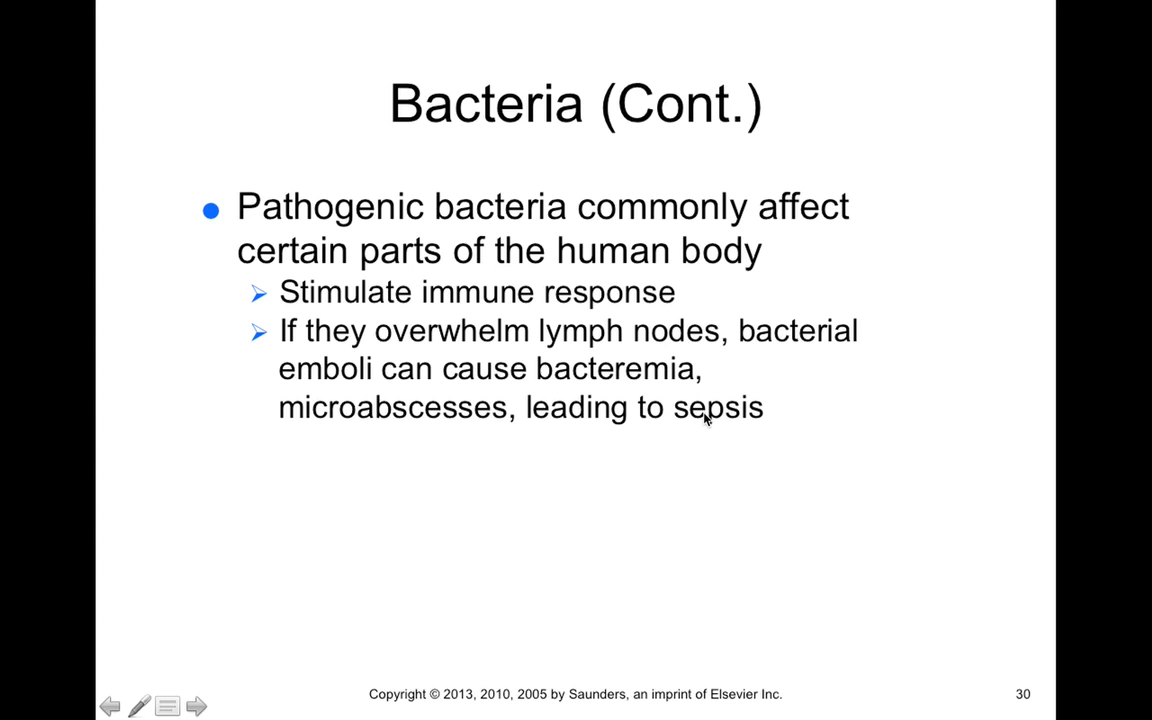 Bacteria (Cont.)
Pathogenic bacteria commonly affect
certain parts of the human body
Stimulate immune response
If they overwhelm lymph nodes, bacterial
emboli can cause bacteremia,
microabscesses, leading to sepsis
Copyright © 2013, 2010, 2005 by Saunders, an imprint of Elsevier Inc.
30